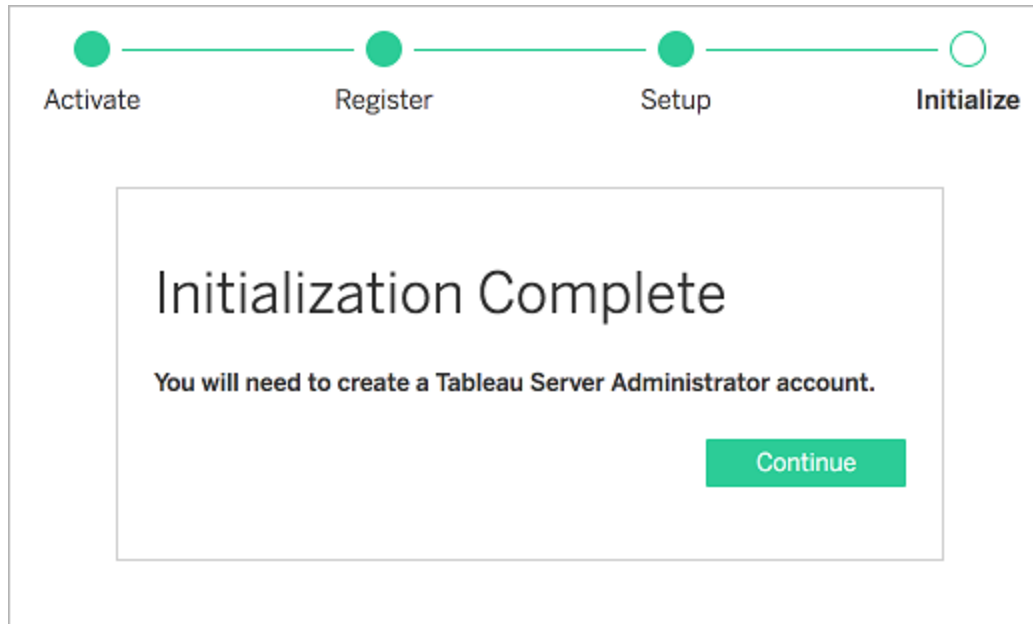 Activate Register Setup Initialize
Initialization Complete
You will need to create a Tableau Server Administrator account.
Continue